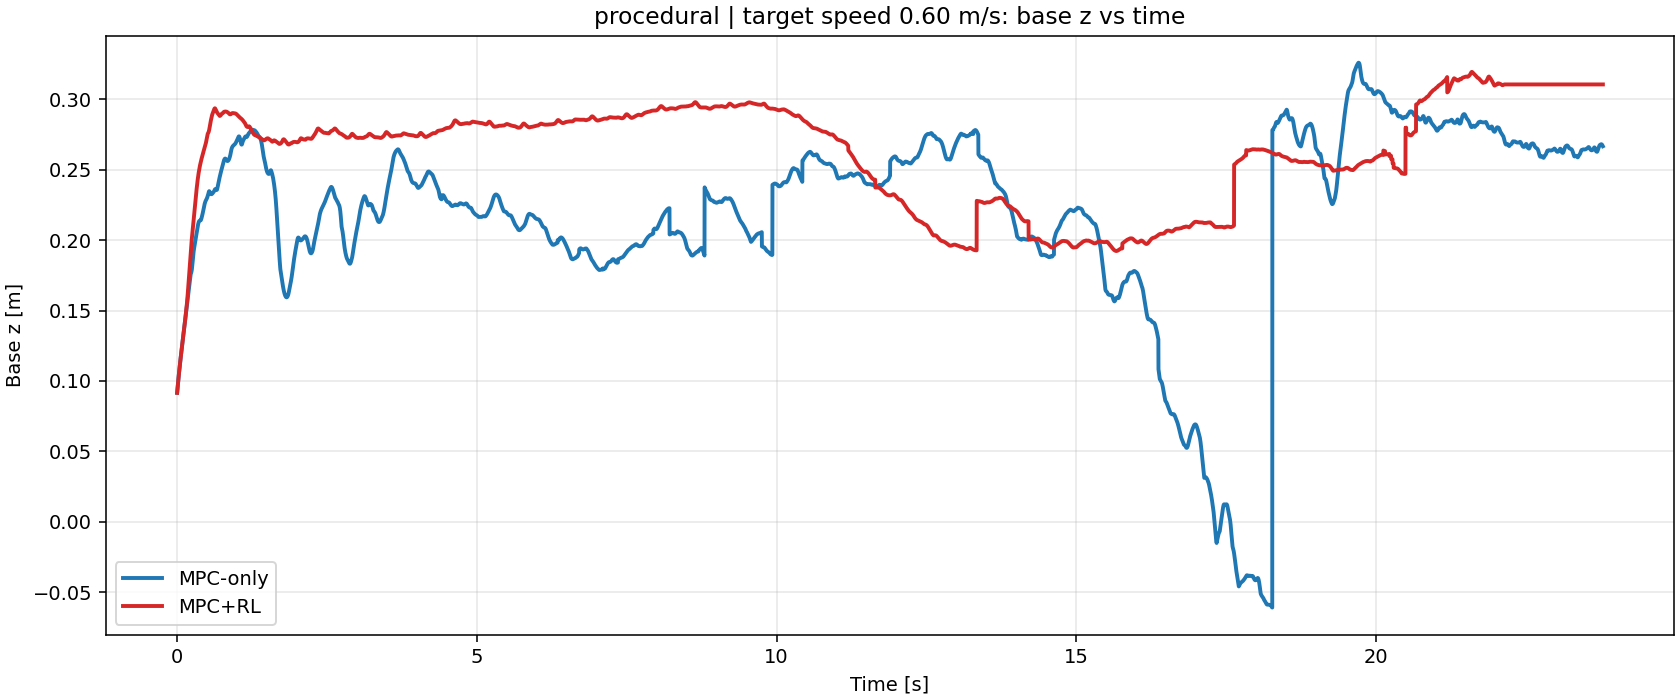 procedural | target speed 0.60 m/s: base z vs time
Base z [m]
0.30
0.25
0.20
0.15
0.10
0.05
0.00
−0.05
MPC-only
MPC+RL
0 5 10 15 20
Time [s]